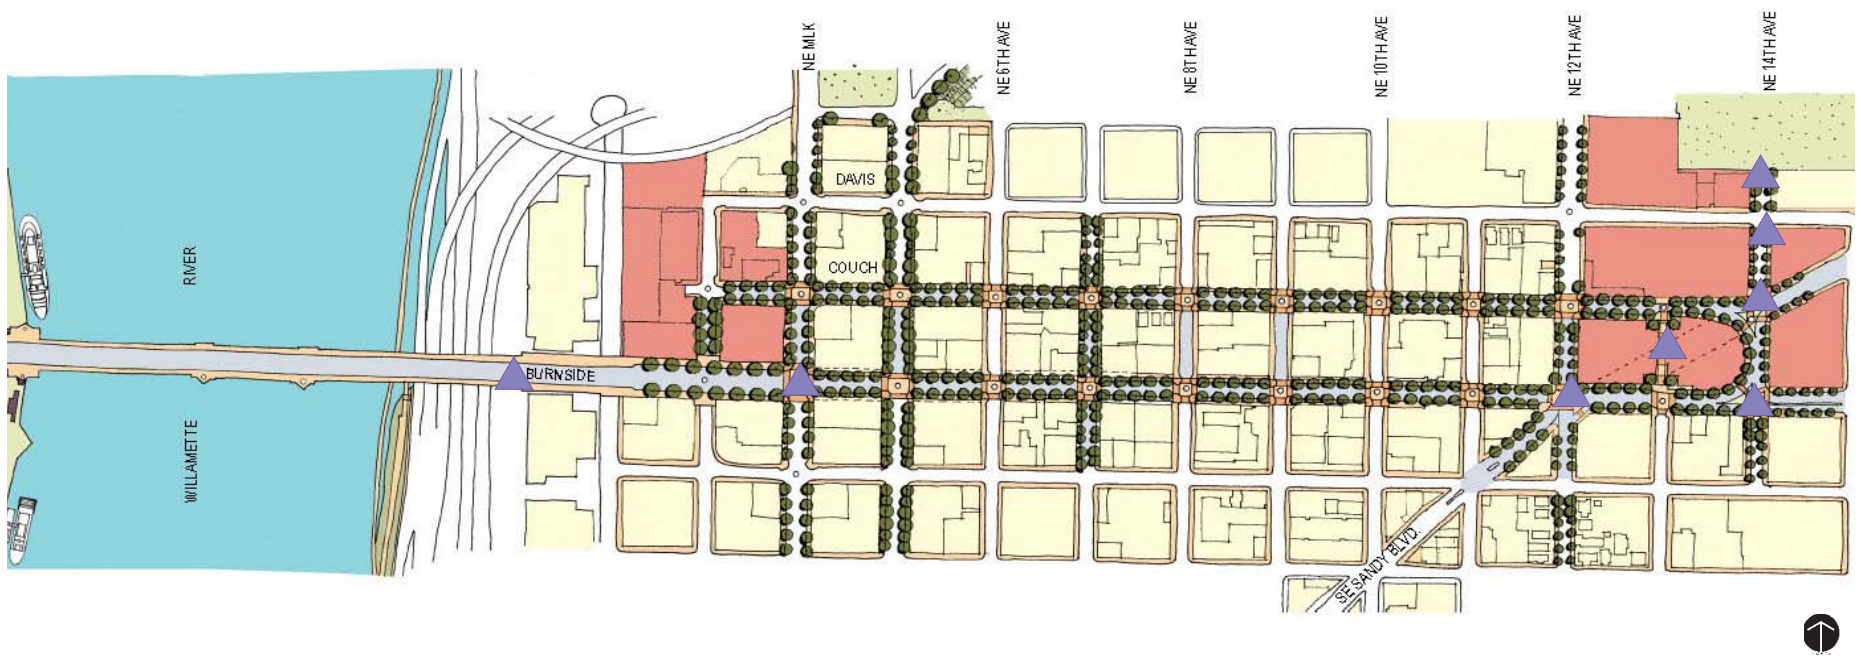 NE MLK
NE 6TH AVE
NE 8TH AVE
NE 10TH AVE
NE 12TH AVE
NE 14TH AVE
DAVIS
COUCH
RIVER
BURNSIDE
WILLAMETTE
SE SANDY BLVD.